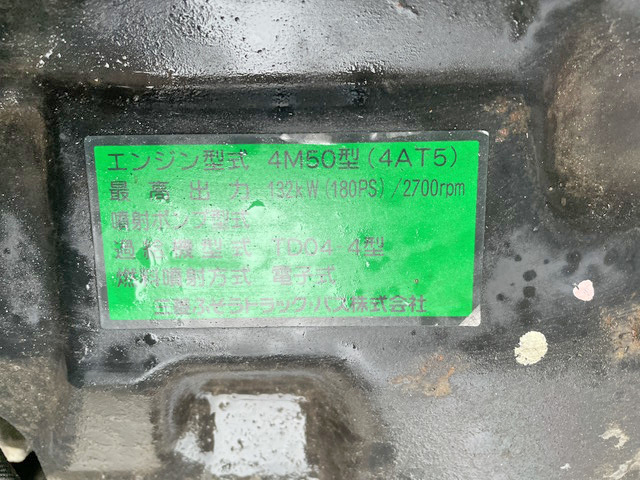 エンジン型式 4M50型(4AT5)
最高出力 132kW(180PS)/2700rpm
噴射ポンプ型式
過給機型式 TD04-4型
燃料噴射方式 電子式
三菱ふそうトラック・バス株式会社